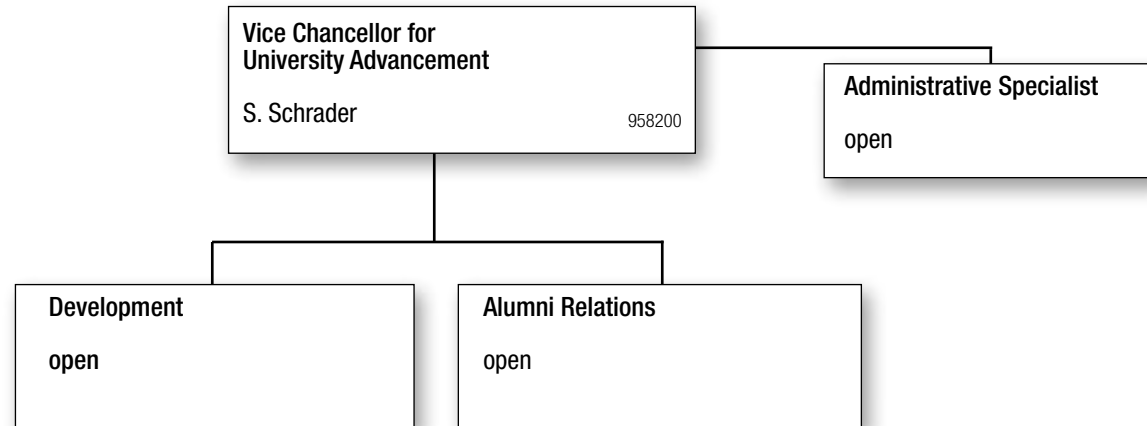 Vice Chancellor for
University Advancement
S. Schrader
958200
Administrative Specialist
open
Development
open
Alumni Relations
open